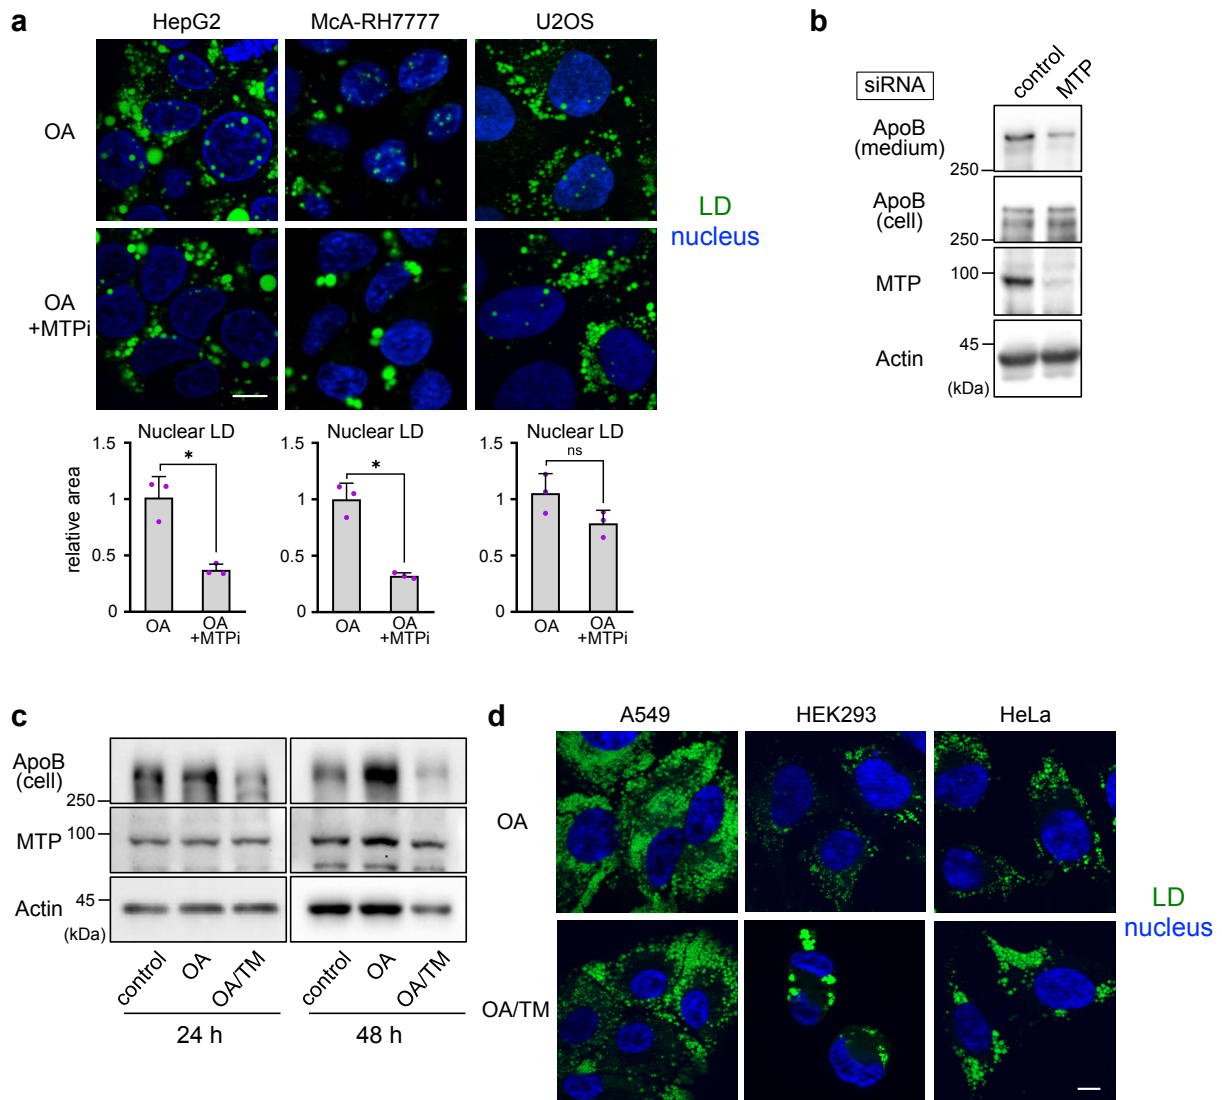 a
HepG2
McA-RH7777
U2OS
OA
OA
+MTPi
LD
nucleus
Nuclear LD
Nuclear LD
Nuclear LD
relative area
1.5
1
0.5
0
*
OA
OA
+MTPi
1.5
1
0.5
0
*
OA
OA
+MTPi
1.5
1
0.5
0
ns
OA
OA
+MTPi
b
siRNA
control
MTP
ApoB
(medium)
250
ApoB
(cell)
250
MTP
100
Actin
45
(kDa)
c
ApoB
(cell)
250
MTP
100
Actin
45
(kDa)
control
OA
OA/TM
control
OA
OA/TM
24 h
48 h
d
A549
HEK293
HeLa
OA
OA/TM
LD
nucleus